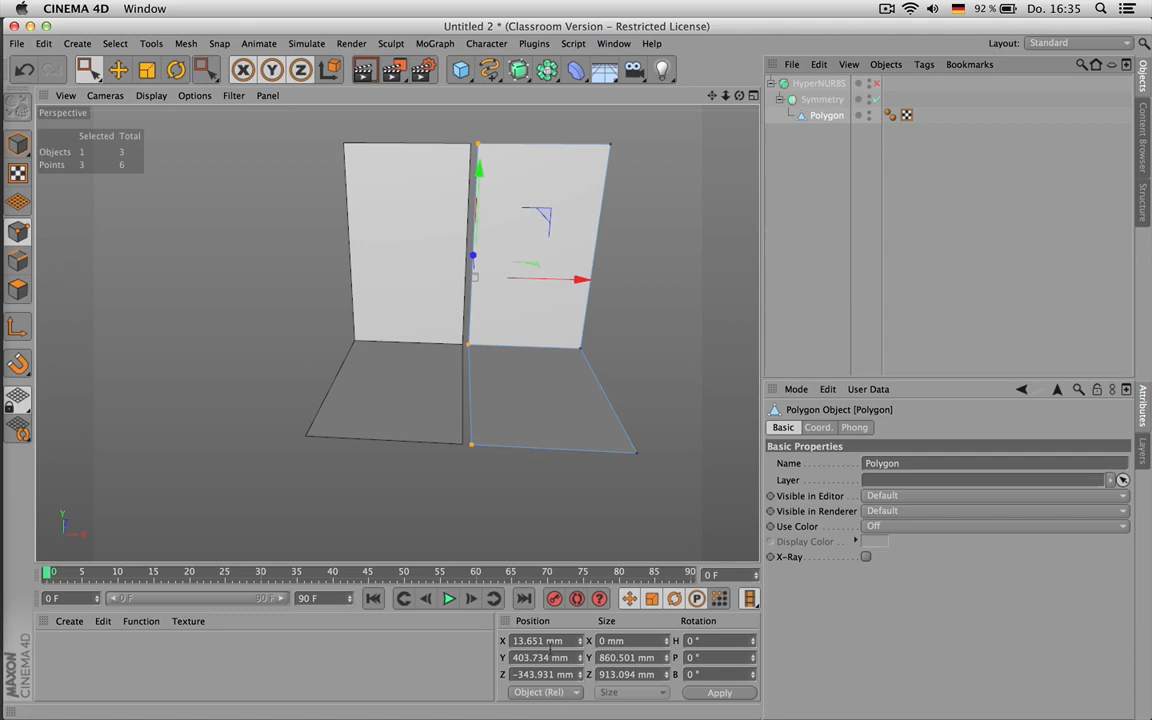 CINEMA 4D Window 92 % Do. 16:35
Untitled 2 * (Classroom Version - Restricted License)
File Edit Create Select Tools Mesh Snap Animate Simulate Render Sculpt MoGraph Character Plugins Script Window Help Layout: Standard
X Y Z
File Edit View Objects Tags Bookmarks
View Cameras Display Options Filter Panel
HyperNURBS
Symmetry
Polygon
Perspective
Selected Total
Objects 1 3
Points 3 6
Objects
Content Browser
Structure
Mode Edit User Data
Polygon Object [Polygon]
Basic Coord. Phong
Basic Properties
Name Polygon
Layer
Visible in Editor Default
Visible in Renderer Default
Use Color Off
Display Color
X-Ray
Attributes
Layers
Y
X
0 5 10 15 20 25 30 35 40 45 50 55 60 65 70 75 80 85 90 0 F
0 F 0 F 90 F 90 F
P
Create Edit Function Texture
Position Size Rotation
X 13.651 mm X 0 mm H 0 °
Y 403.734 mm Y 860.501 mm P 0 °
Z -343.931 mm Z 913.094 mm B 0 °
Object (Rel) Size Apply
MAXON
CINEMA 4D